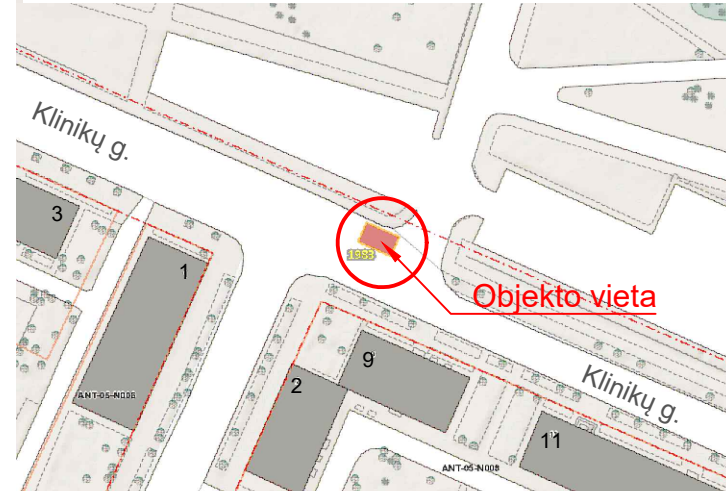 Klinikų g.
3
1
1983
Objekto vieta
9
2
Klinikų g.
ANT-05-N008
11
ANT-05-N008